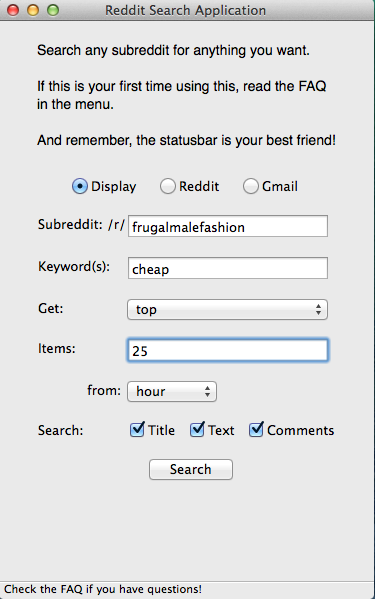 Reddit Search Application
Search any subreddit for anything you want.
If this is your first time using this, read the FAQ
in the menu.
And remember, the statusbar is your best friend!
Display Reddit Gmail
Subreddit: /r/ frugalmalefashion
Keyword(s): cheap
Get: top
Items: 25
from: hour
Search: Title Text Comments
Search
Check the FAQ if you have questions!